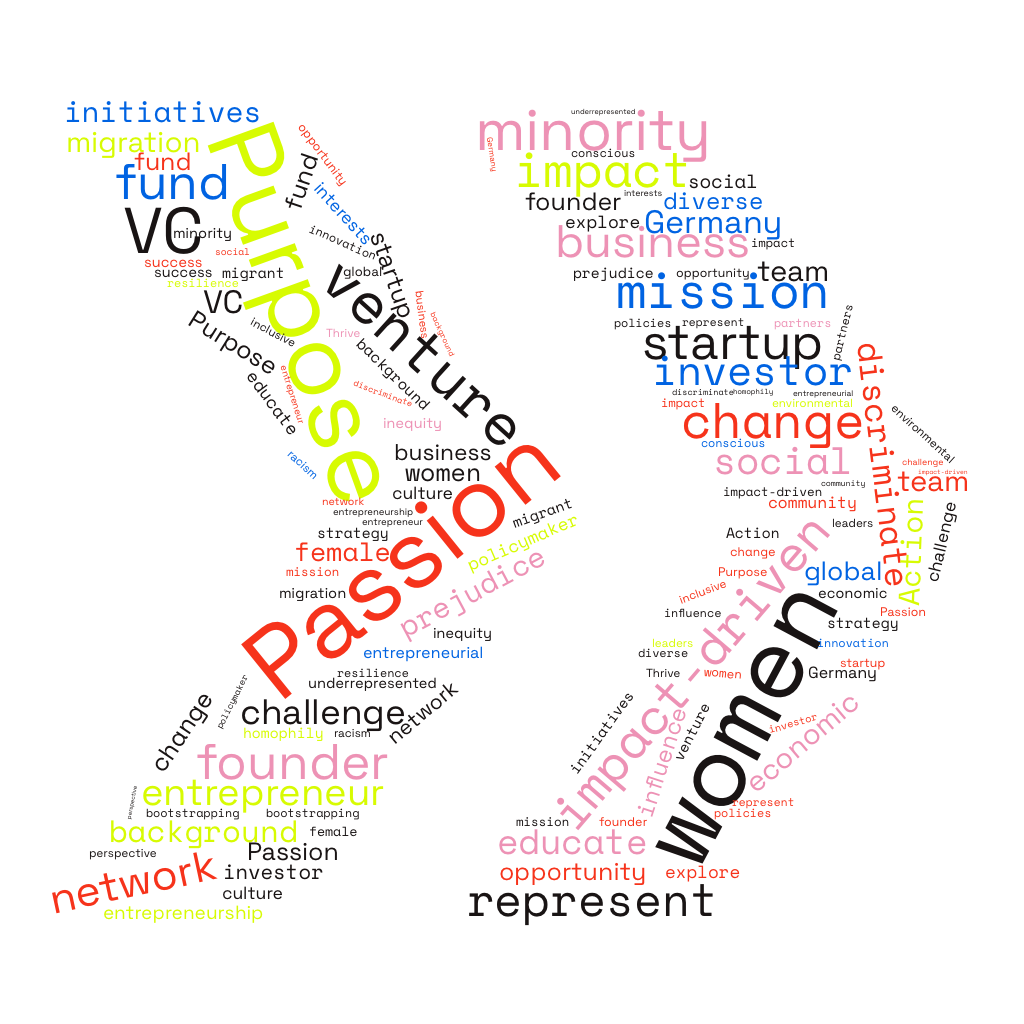 initiatives
migration
fund
fund
Purpose
opportunity
fund
interests
VC
minority
social
success
success
migrant
resilience
VC
innovation
startup
global
venture
business
background
Purpose
inclusive
Thrive
background
entrepreneur
discriminate
educate
inequity
racism
business
women
culture
network
entrepreneurship
entrepreneur
Passion
migrant
strategy
female
policymaker
mission
prejudice
migration
inequity
entrepreneurial
resilience
underrepresented
policymaker
change
challenge
network
homophily
racism
founder
entrepreneur
perspective
bootstrapping
bootstrapping
background
female
perspective
Passion
network
investor
culture
entrepreneurship
underrepresented
minority
Germany
conscious
impact
social
interests
founder
diverse
explore
Germany
business
impact
prejudice
opportunity
team
mission
policies
represent
partners
partners
startup
investor
discriminate
discriminate
homophily
entrepreneurial
impact
environmental
change
environmental
conscious
social
challenge
impact-driven
team
community
impact-driven
community
Action
challenge
leaders
Action
impact-driven
change
Purpose
global
inclusive
economic
influence
Passion
strategy
women
leaders
innovation
diverse
startup
Thrive
women
Germany
initiatives
influence
venture
investor
economic
represent
policies
mission
founder
educate
opportunity
explore
represent